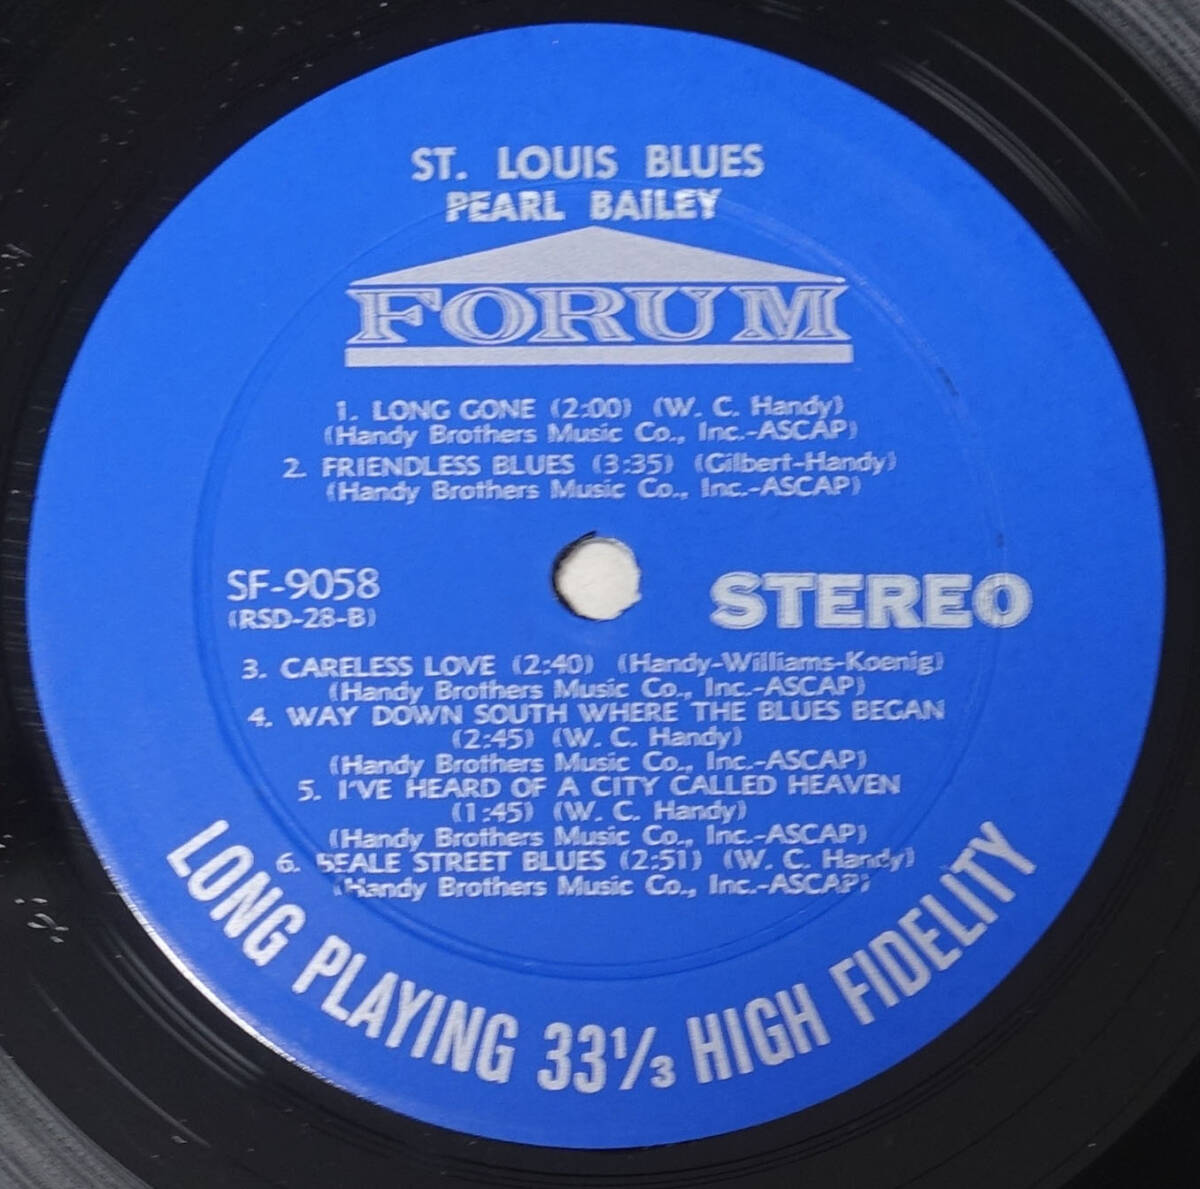 ST. LOUIS BLUES
PEARL BAILEY
FORUM
1. LONG GONE (2:00) (W. C. Handy)
(Handy Brothers Music Co., Inc.-ASCAP)
2. FRIENDLESS BLUES (3:35) (Gilbert-Handy)
(Handy Brothers Music Co., Inc.-ASCAP)
SF-9058
(RSD-28-B)
STEREO
3. CARELESS LOVE (2:40) (Handy-Williams-Koenig)
(Handy Brothers Music Co., Inc.-ASCAP)
4. WAY DOWN SOUTH WHERE THE BLUES BEGAN
(2:45) (W. C. Handy)
(Handy Brothers Music Co., Inc.-ASCAP)
5. I'VE HEARD OF A CITY CALLED HEAVEN
(1:45) (W. C. Handy)
(Handy Brothers Music Co., Inc.-ASCAP)
6. BEALE STREET BLUES (2:51) (W. C. Handy)
(Handy Brothers Music Co., Inc.-ASCAP)
LONG PLAYING 33⅓ HIGH FIDELITY